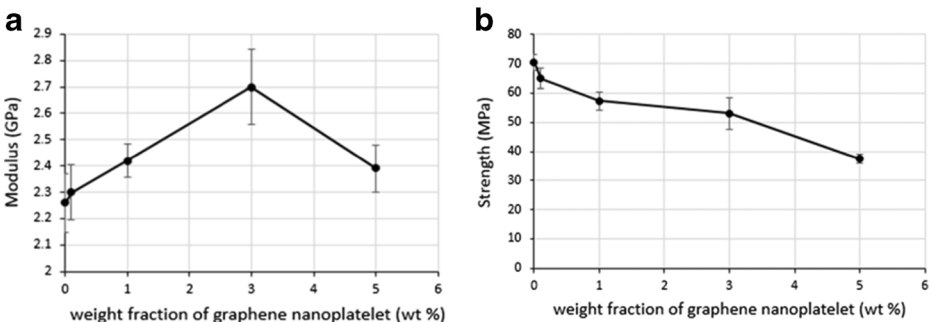 a
2.9
2.8
2.7
2.6
2.5
2.4
2.3
2.2
2.1
2
Modulus (GPa)
0 1 2 3 4 5 6
weight fraction of graphene nanoplatelet (wt %)
b
80
70
60
50
40
30
20
10
0
Strength (MPa)
0 1 2 3 4 5 6
weight fraction of graphene nanoplatelet (wt %)